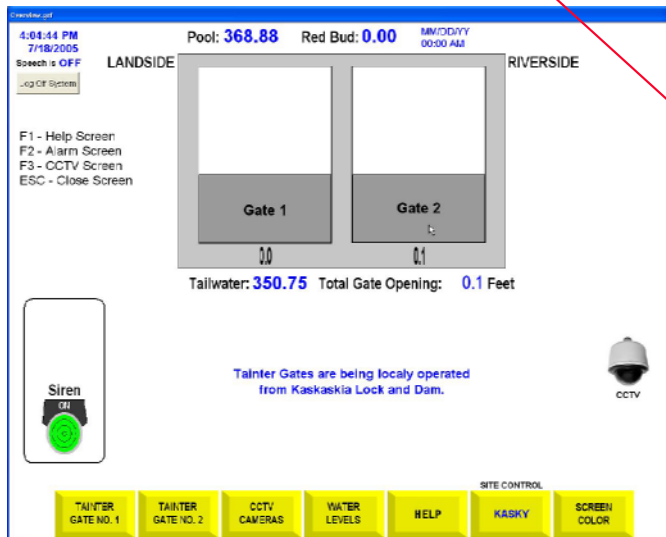 Overview.gdf
4:04:44 PM
7/18/2005
Speech is OFF
Log Off System
Pool: 368.88 Red Bud: 0.00 MM/DD/YY
00:00 AM
LANDSIDE
RIVERSIDE
F1 - Help Screen
F2 - Alarm Screen
F3 - CCTV Screen
ESC - Close Screen
Gate 1
Gate 2
0.0
0.1
Tailwater: 350.75 Total Gate Opening: 0.1 Feet
Tainter Gates are being localy operated
from Kaskaskia Lock and Dam.
Siren
ON
CCTV
SITE CONTROL
TAINTER
GATE NO. 1
TAINTER
GATE NO. 2
CCTV
CAMERAS
WATER
LEVELS
HELP
KASKY
SCREEN
COLOR